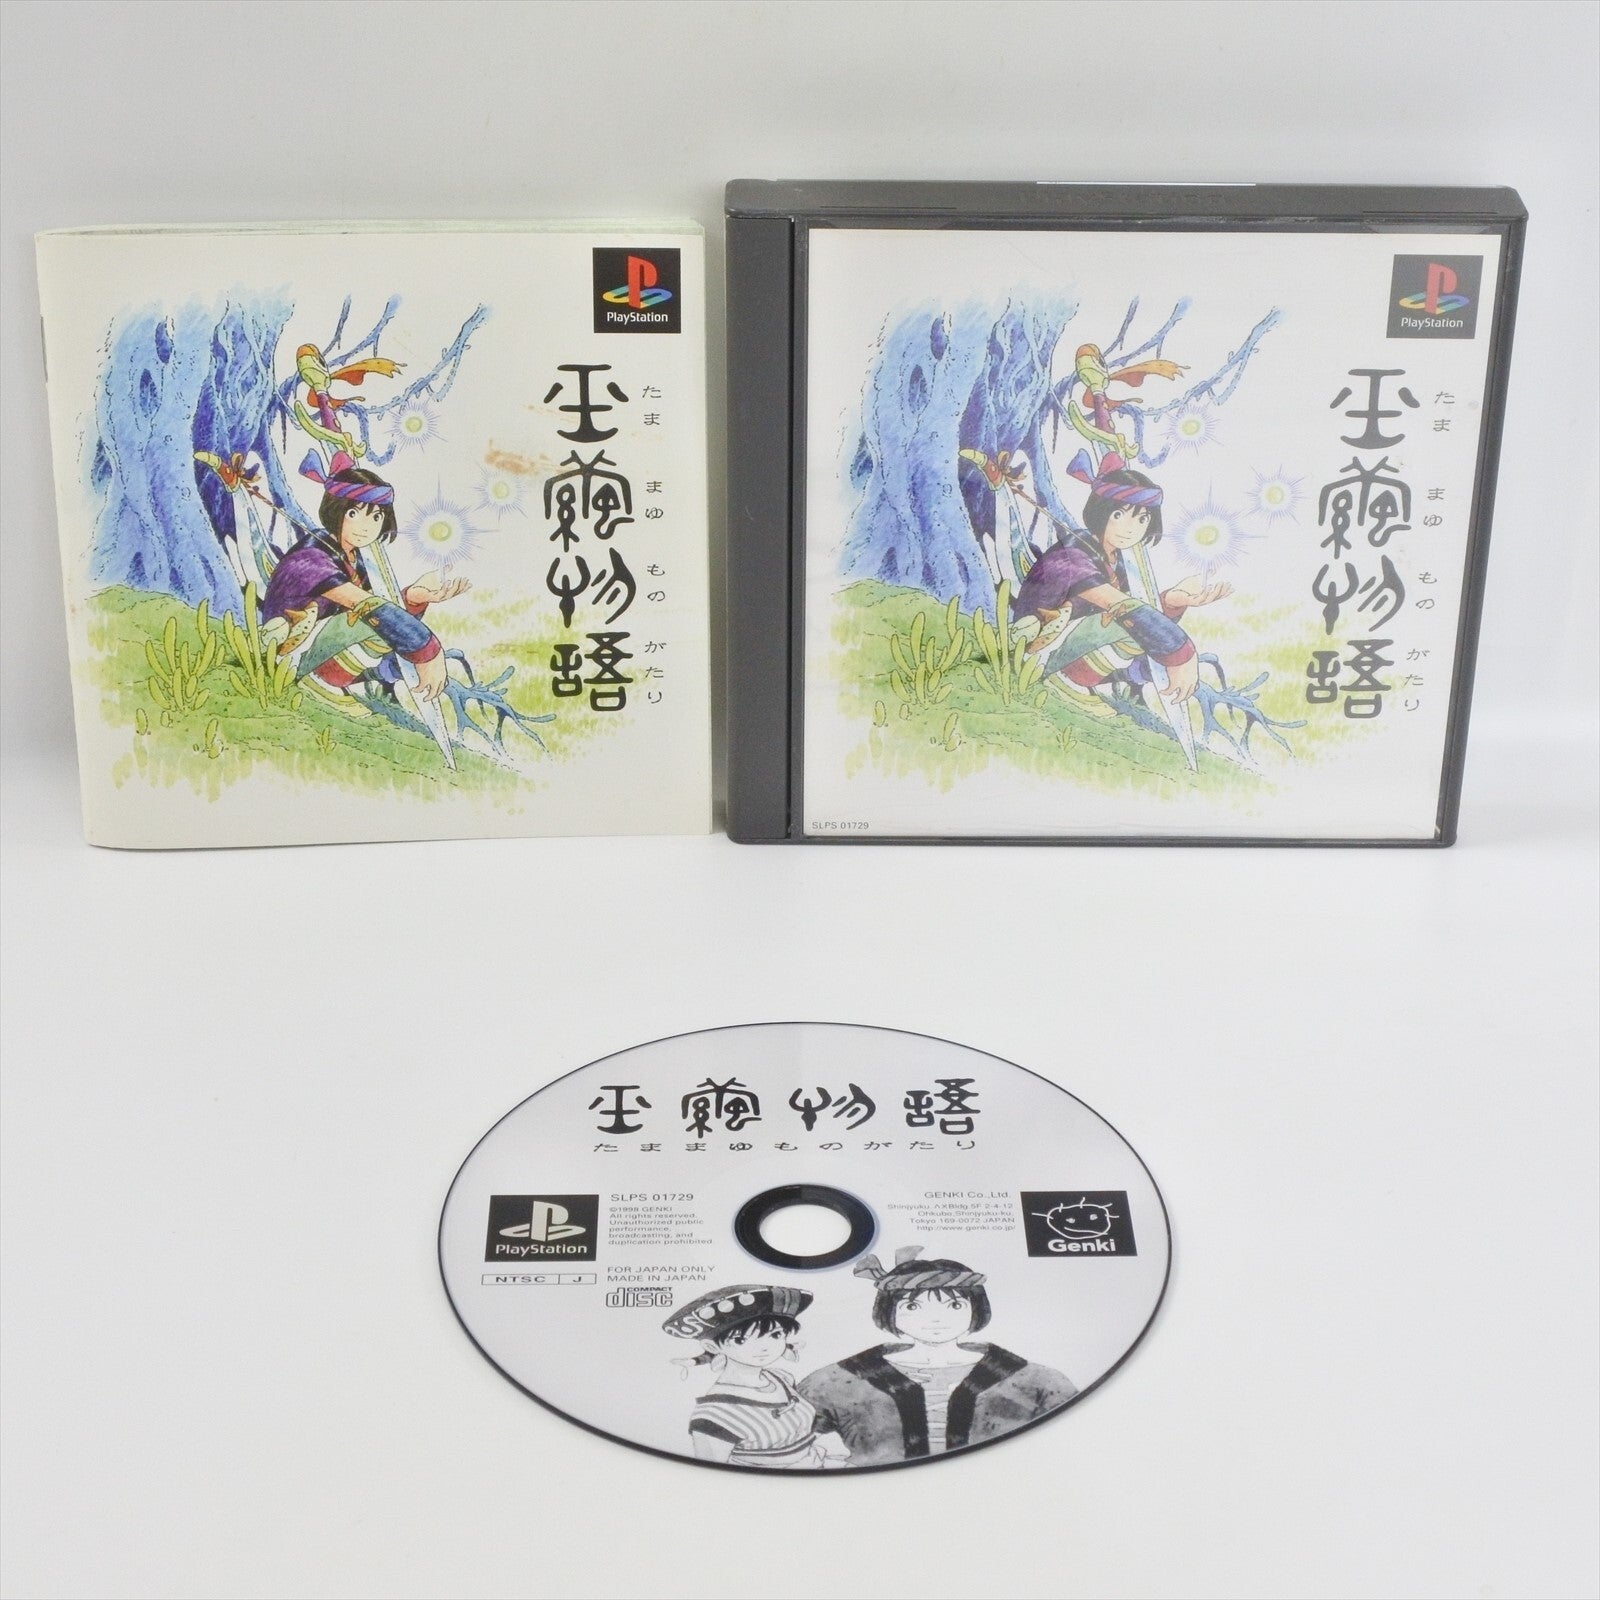 PlayStation
玉繭物語
たま まゆ もの がたり
PlayStation
玉繭物語
たま まゆ もの がたり
SLPS 01729
玉繭物語
たままゆものがたり
PlayStation
NTSC J
SLPS 01729
©1998 GENKI
All rights reserved.
Unauthorized public
performance,
broadcasting, and
duplication prohibited.
FOR JAPAN ONLY
MADE IN JAPAN
COMPACT
disc
GENKI Co.,Ltd.
Shinjyuku. AXBldg.5F 2-4-12
Ohkubo,Shinjyuku-ku,
Tokyo 169-0072 JAPAN
http://www.genki.co.jp/
Genki